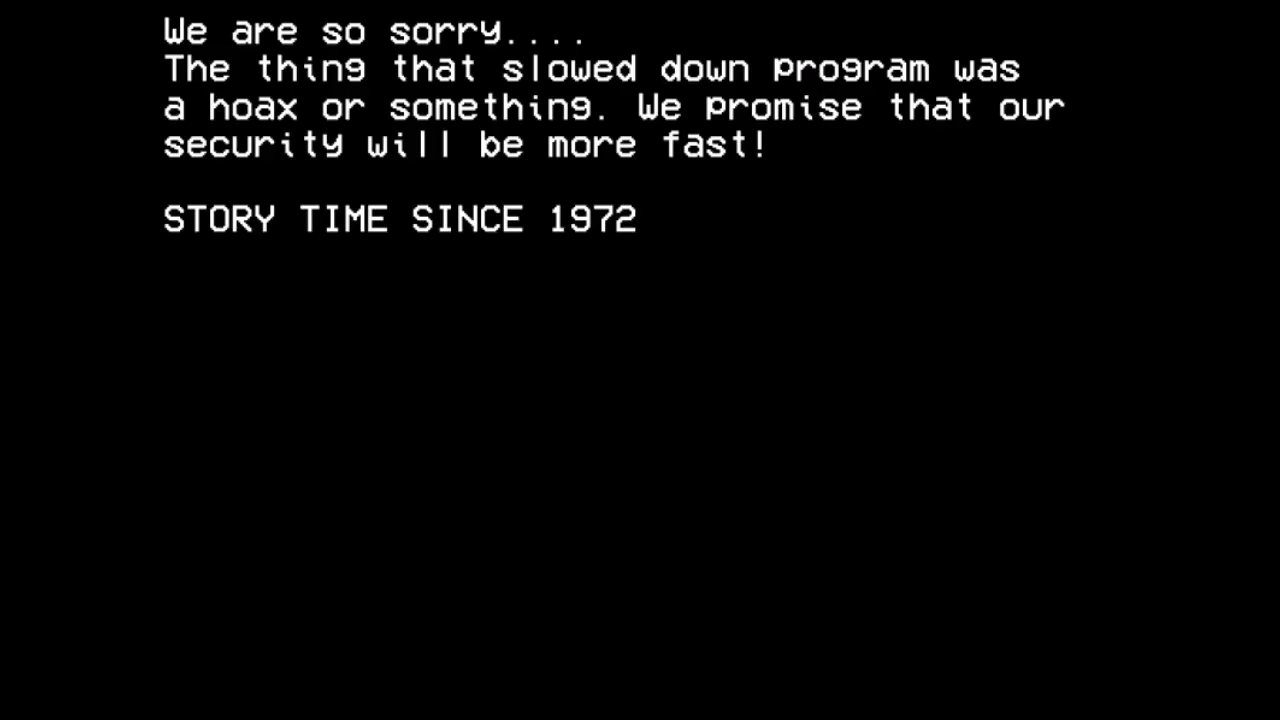 We are so sorry....
The thing that slowed down program was
a hoax or something. We promise that our
security will be more fast!
STORY TIME SINCE 1972